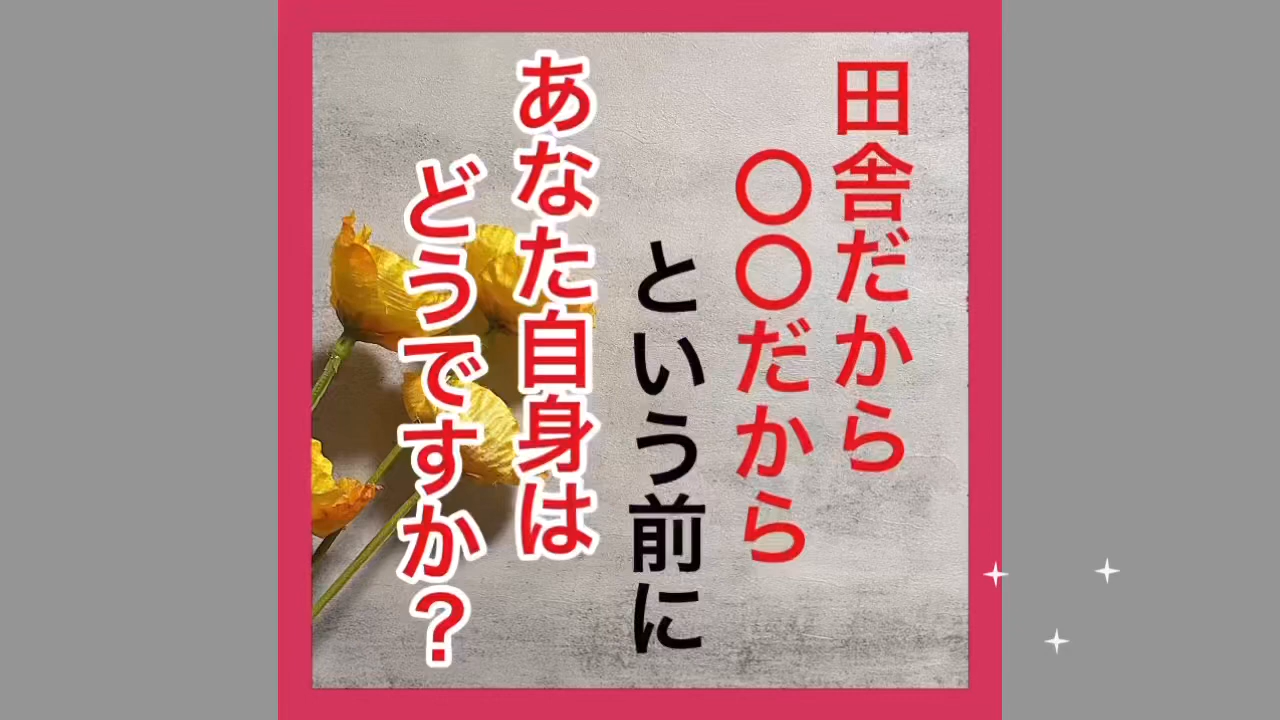 田舎だから
〇〇だから
という前に
あなた自身は
どうですか?